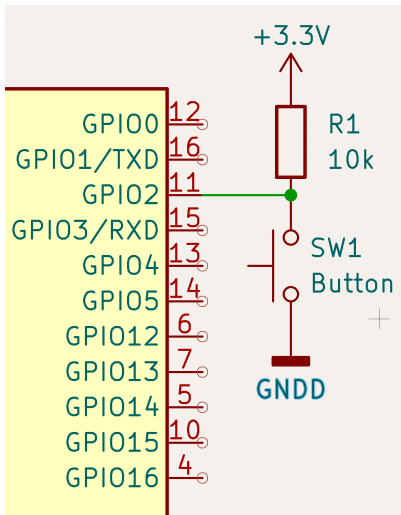 +3.3V
12
GPIO0
16
GPIO1/TXD
11
GPIO2
15
GPIO3/RXD
13
GPIO4
14
GPIO5
6
GPIO12
7
GPIO13
5
GPIO14
10
GPIO15
4
GPIO16
R1
10k
SW1
Button
GNDD